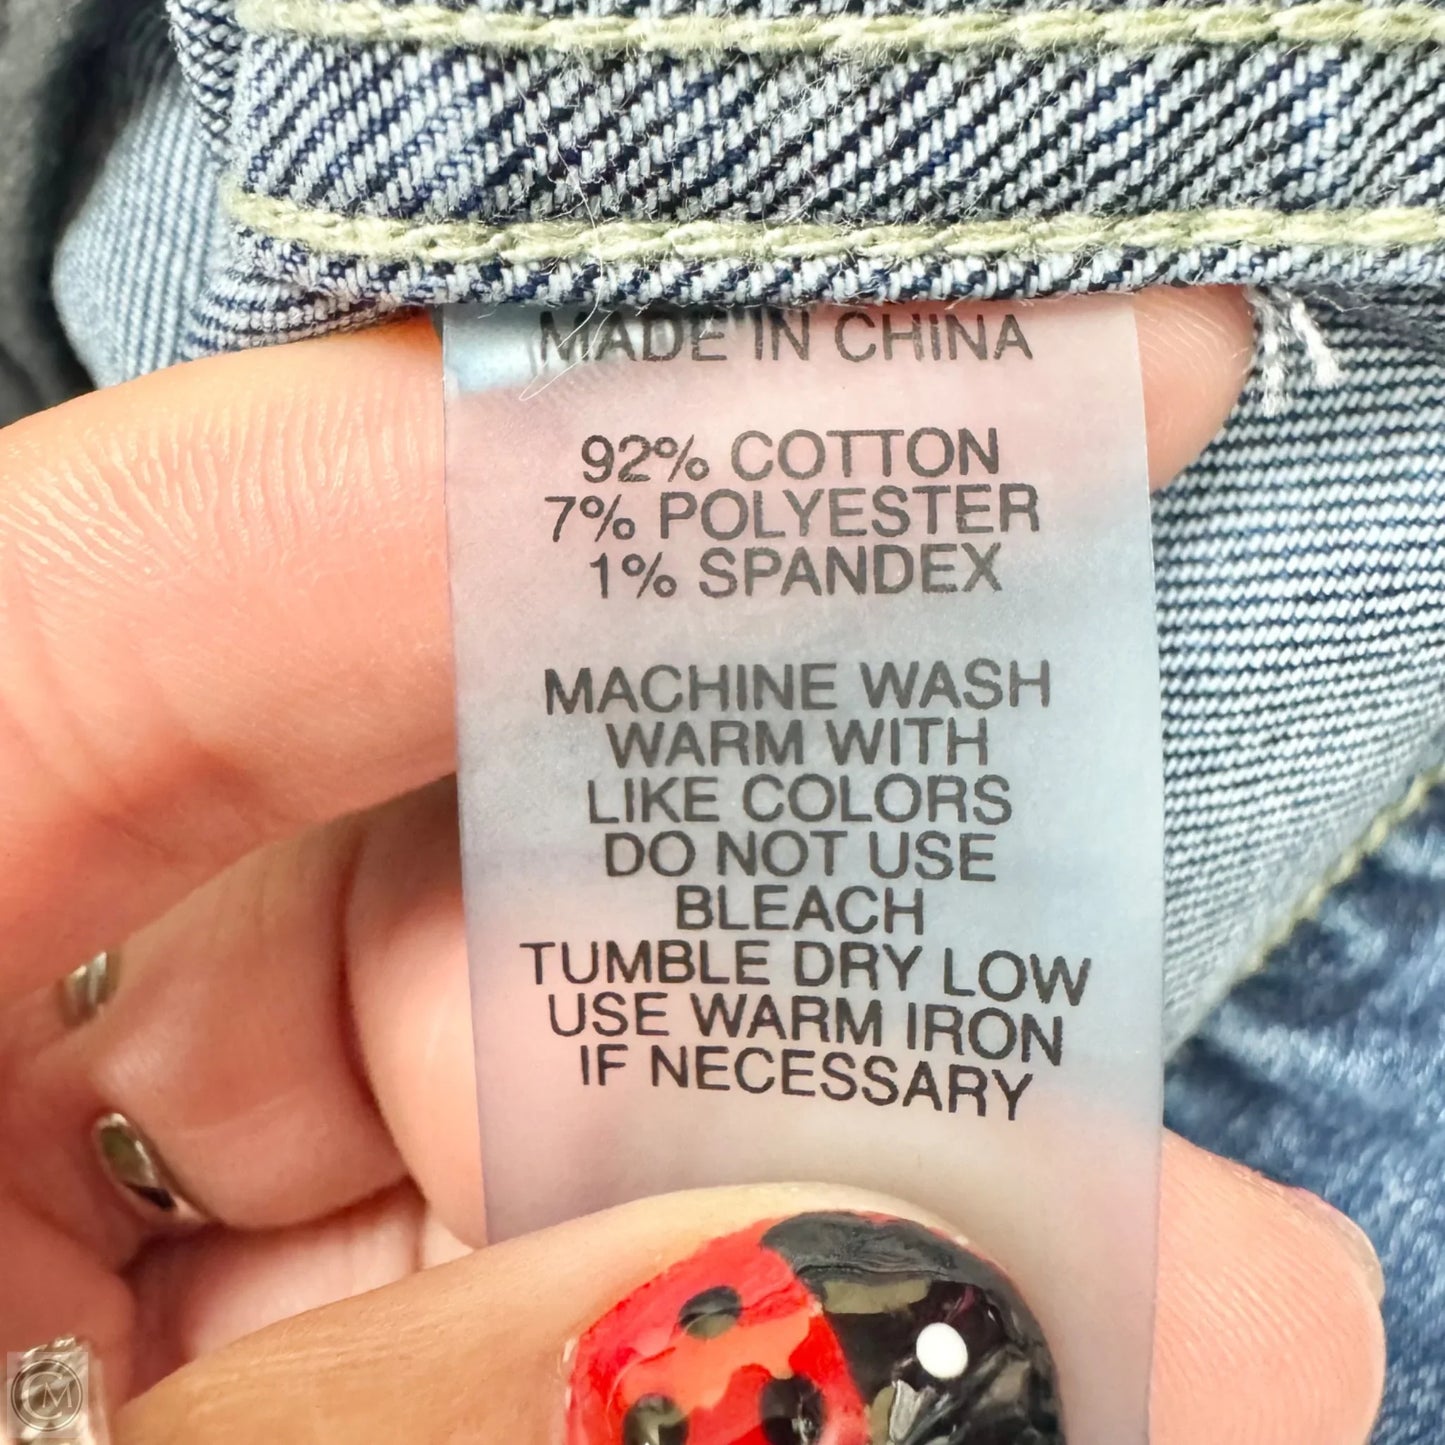 MADE IN CHINA
92% COTTON
7% POLYESTER
1% SPANDEX
MACHINE WASH
WARM WITH
LIKE COLORS
DO NOT USE
BLEACH
TUMBLE DRY LOW
USE WARM IRON
IF NECESSARY
CM